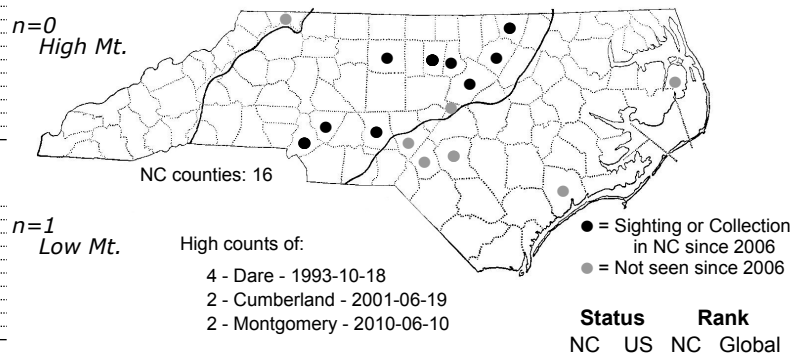 n=0
High Mt.
NC counties: 16
n=1
Low Mt.
High counts of:
4 - Dare - 1993-10-18
2 - Cumberland - 2001-06-19
2 - Montgomery - 2010-06-10
= Sighting or Collection
in NC since 2006
= Not seen since 2006
Status Rank
NC US NC Global